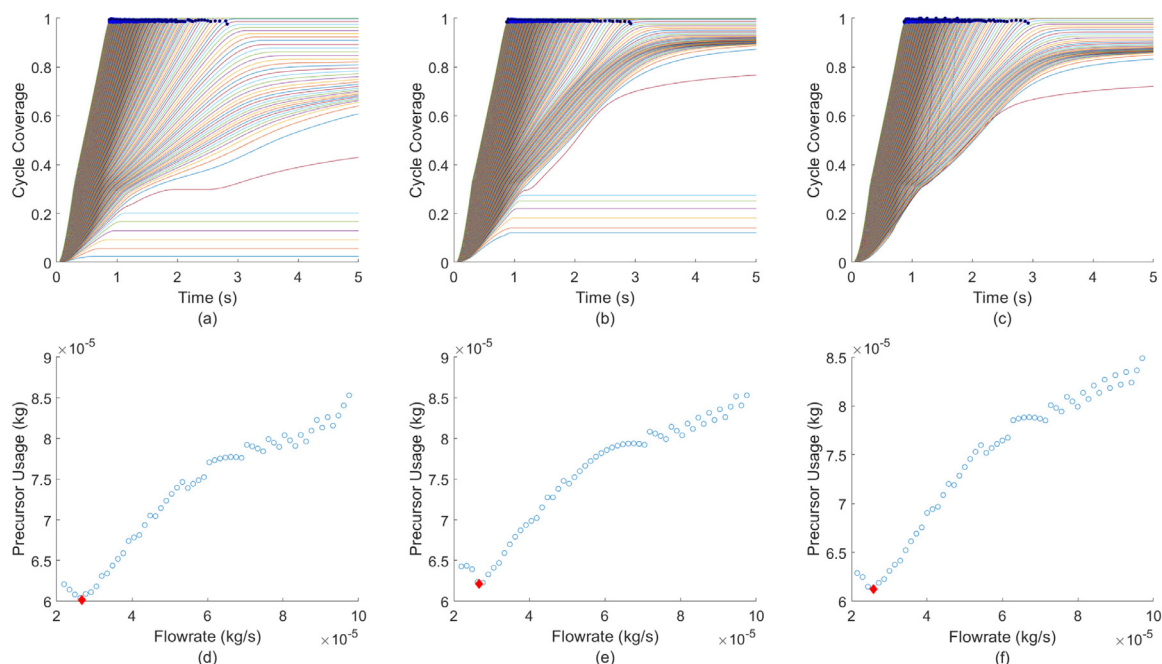 1
0.8
0.6
0.4
0.2
0
Cycle Coverage
0 1 2 3 4 5
Time (s)
(a)
1
0.8
0.6
0.4
0.2
0
Cycle Coverage
0 1 2 3 4 5
Time (s)
(b)
1
0.8
0.6
0.4
0.2
0
Cycle Coverage
0 1 2 3 4 5
Time (s)
(c)
×10⁻⁵
9
8.5
8
7.5
7
6.5
6
Precursor Usage (kg)
2 4 6 8 10
Flowrate (kg/s) ×10⁻⁵
(d)
×10⁻⁵
9
8.5
8
7.5
7
6.5
6
Precursor Usage (kg)
2 4 6 8 10
Flowrate (kg/s) ×10⁻⁵
(e)
×10⁻⁵
8.5
8
7.5
7
6.5
6
Precursor Usage (kg)
2 4 6 8 10
Flowrate (kg/s) ×10⁻⁵
(f)